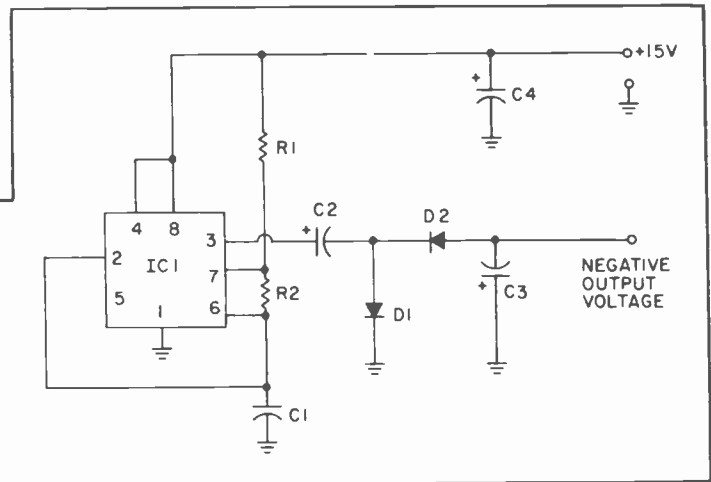 +15V
+
C4
R1
C2
D2
+
4
8
3
2
IC1
7
R2
5
1
6
D1
+
C3
NEGATIVE
OUTPUT
VOLTAGE
C1